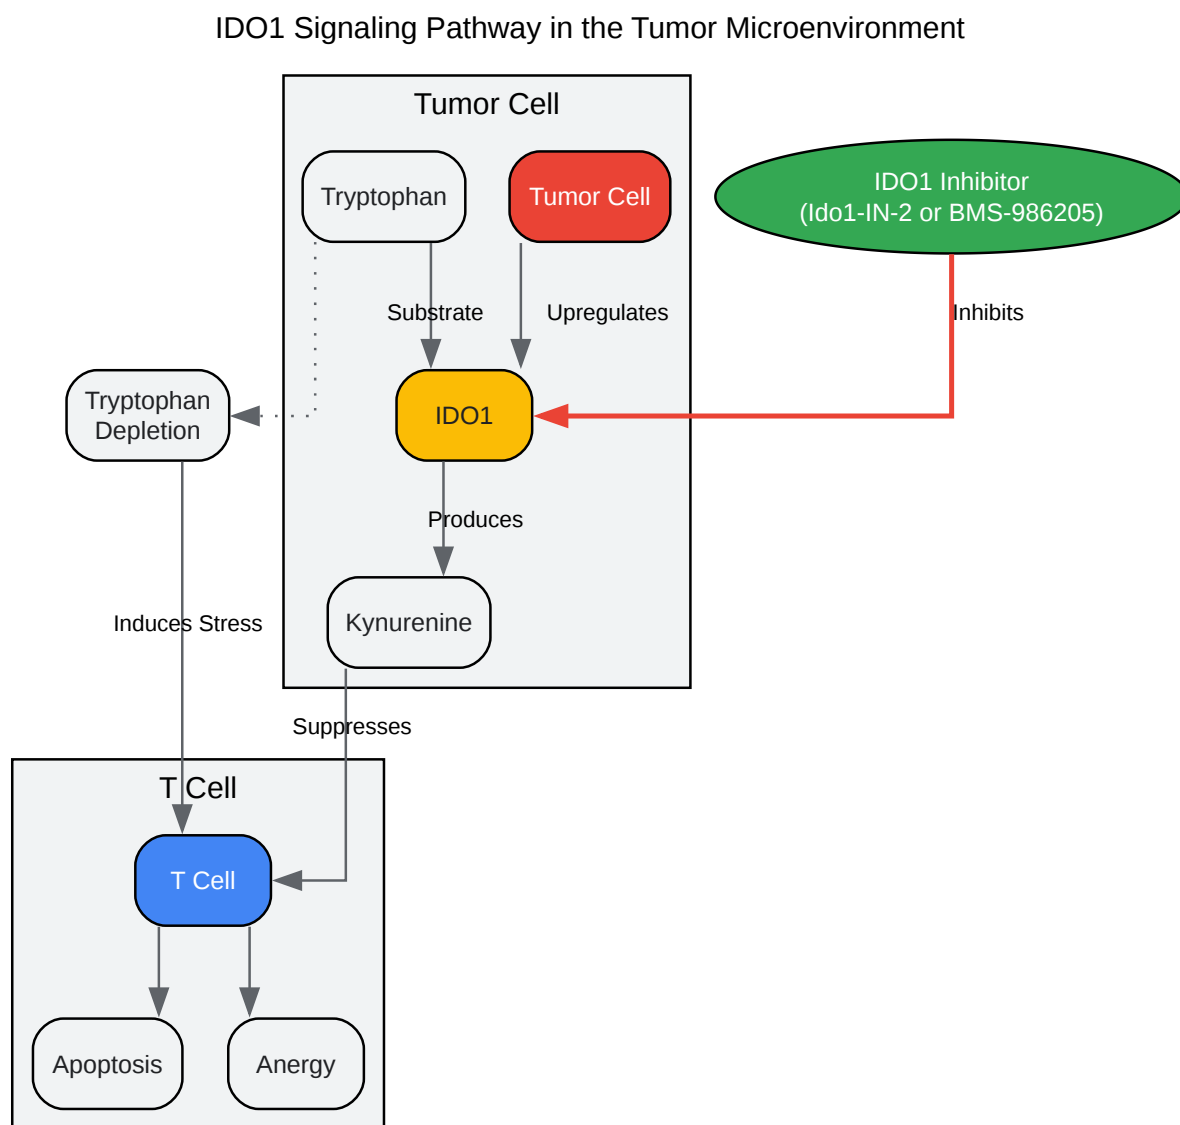 IDO1 Signaling Pathway in the Tumor Microenvironment
Tumor Cell
Tryptophan
Tumor Cell
IDO1 Inhibitor
(Ido1-IN-2 or BMS-986205)
Substrate
Upregulates
Inhibits
Tryptophan
Depletion
IDO1
Produces
Induces Stress
Kynurenine
Suppresses
T Cell
T Cell
Apoptosis
Anergy